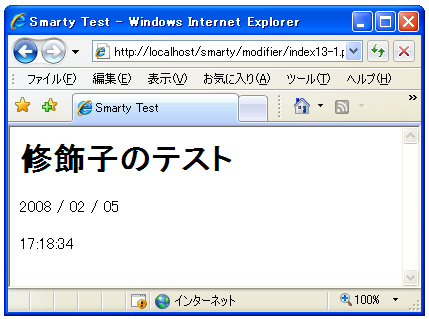 Smarty Test - Windows Internet Explorer
http://localhost/smarty/modifier/index13-1.p
ファイル(F) 編集(E) 表示(V) お気に入り(A) ツール(T) ヘルプ(H)
Smarty Test
修飾子のテスト
2008 / 02 / 05
17:18:34
インターネット 100%